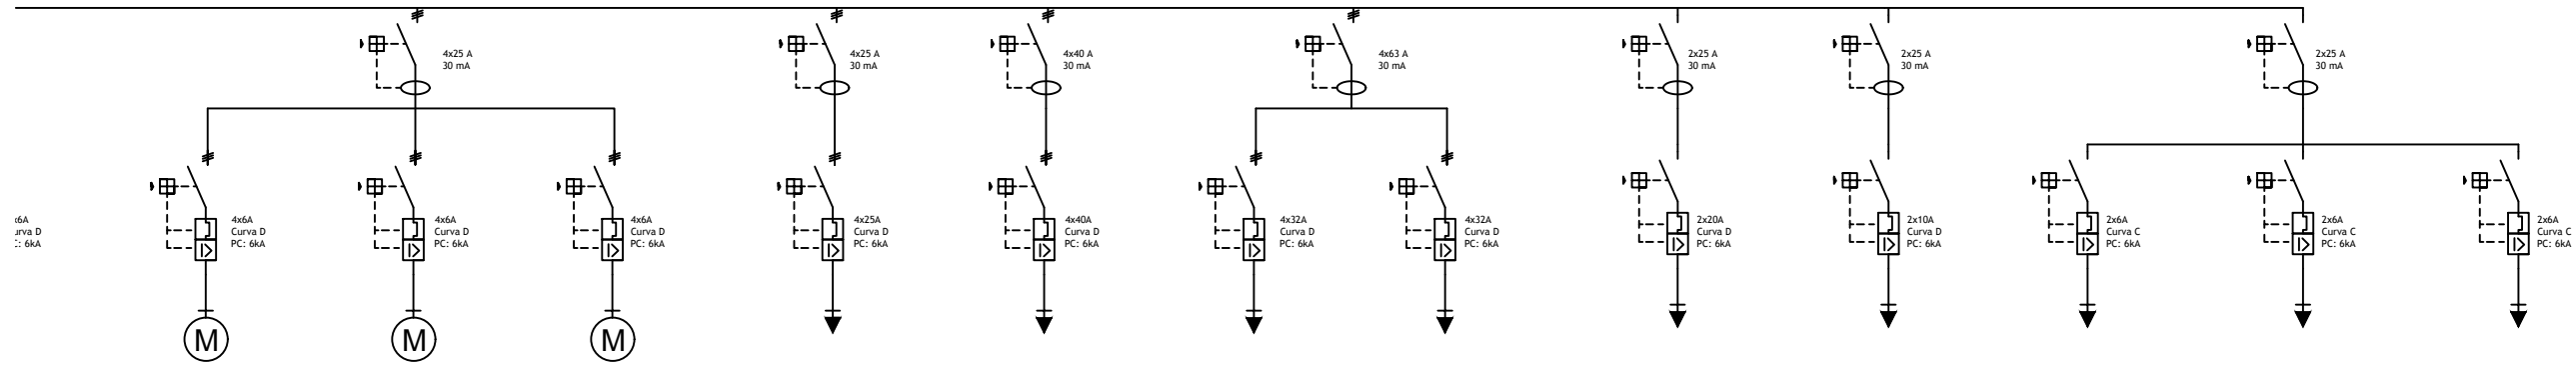 4x25 A
30 mA
4x25 A
30 mA
4x40 A
30 mA
4x63 A
30 mA
2x25 A
30 mA
2x25 A
30 mA
2x25 A
30 mA
x6A
urva D
: 6kA
4x6A
Curva D
PC: 6kA
4x6A
Curva D
PC: 6kA
4x6A
Curva D
PC: 6kA
4x25A
Curva D
PC: 6kA
4x40A
Curva D
PC: 6kA
4x32A
Curva D
PC: 6kA
4x32A
Curva D
PC: 6kA
2x20A
Curva D
PC: 6kA
2x10A
Curva D
PC: 6kA
2x6A
Curva C
PC: 6kA
2x6A
Curva C
PC: 6kA
2x6A
Curva C
PC: 6kA
M
M
M